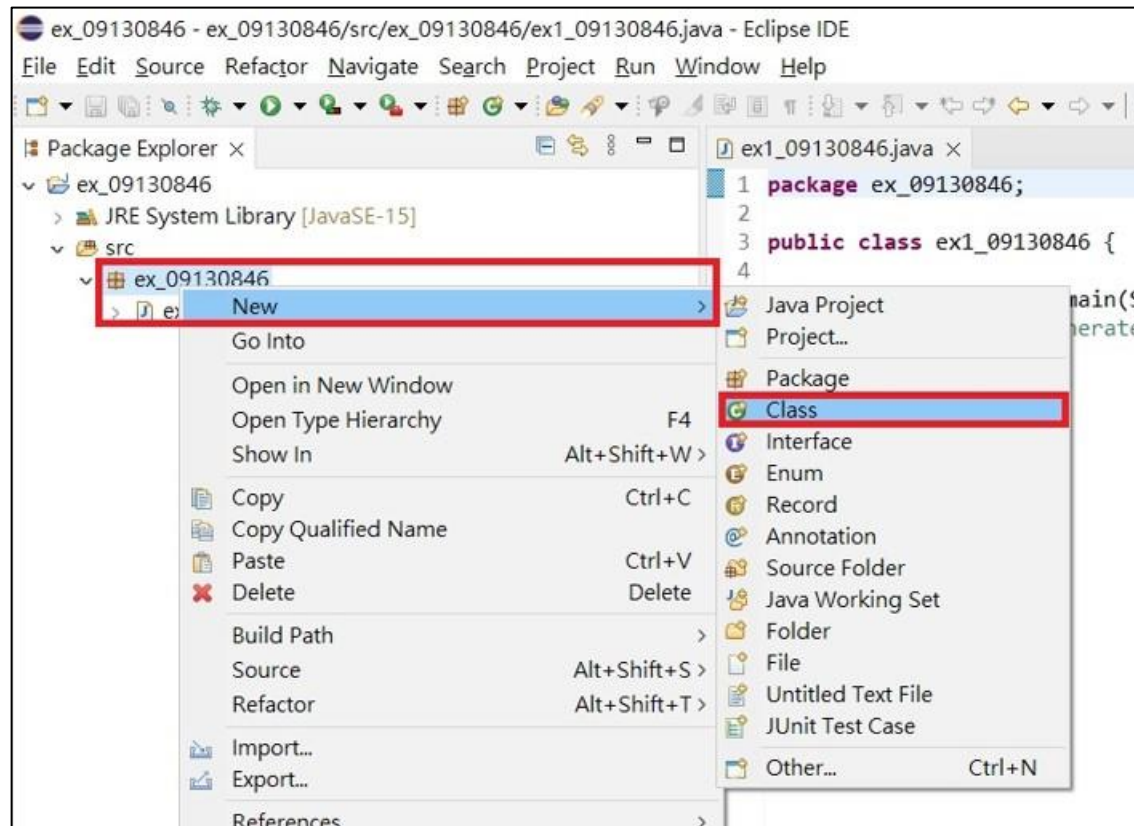 ex_09130846 - ex_09130846/src/ex_09130846/ex1_09130846.java - Eclipse IDE
File Edit Source Refactor Navigate Search Project Run Window Help
Package Explorer
ex1_09130846.java
ex_09130846
JRE System Library [JavaSE-15]
src
ex_09130846
1 package ex_09130846;
2
3 public class ex1_09130846 {
4
main(
New
Go Into
Open in New Window
Open Type Hierarchy F4
Show In Alt+Shift+W >
Copy Ctrl+C
Copy Qualified Name
Paste Ctrl+V
Delete Delete
Build Path >
Source Alt+Shift+S >
Refactor Alt+Shift+T >
Import...
Export...
References
Java Project
Project...
Package
Class
Interface
Enum
Record
Annotation
Source Folder
Java Working Set
Folder
File
Untitled Text File
JUnit Test Case
Other... Ctrl+N